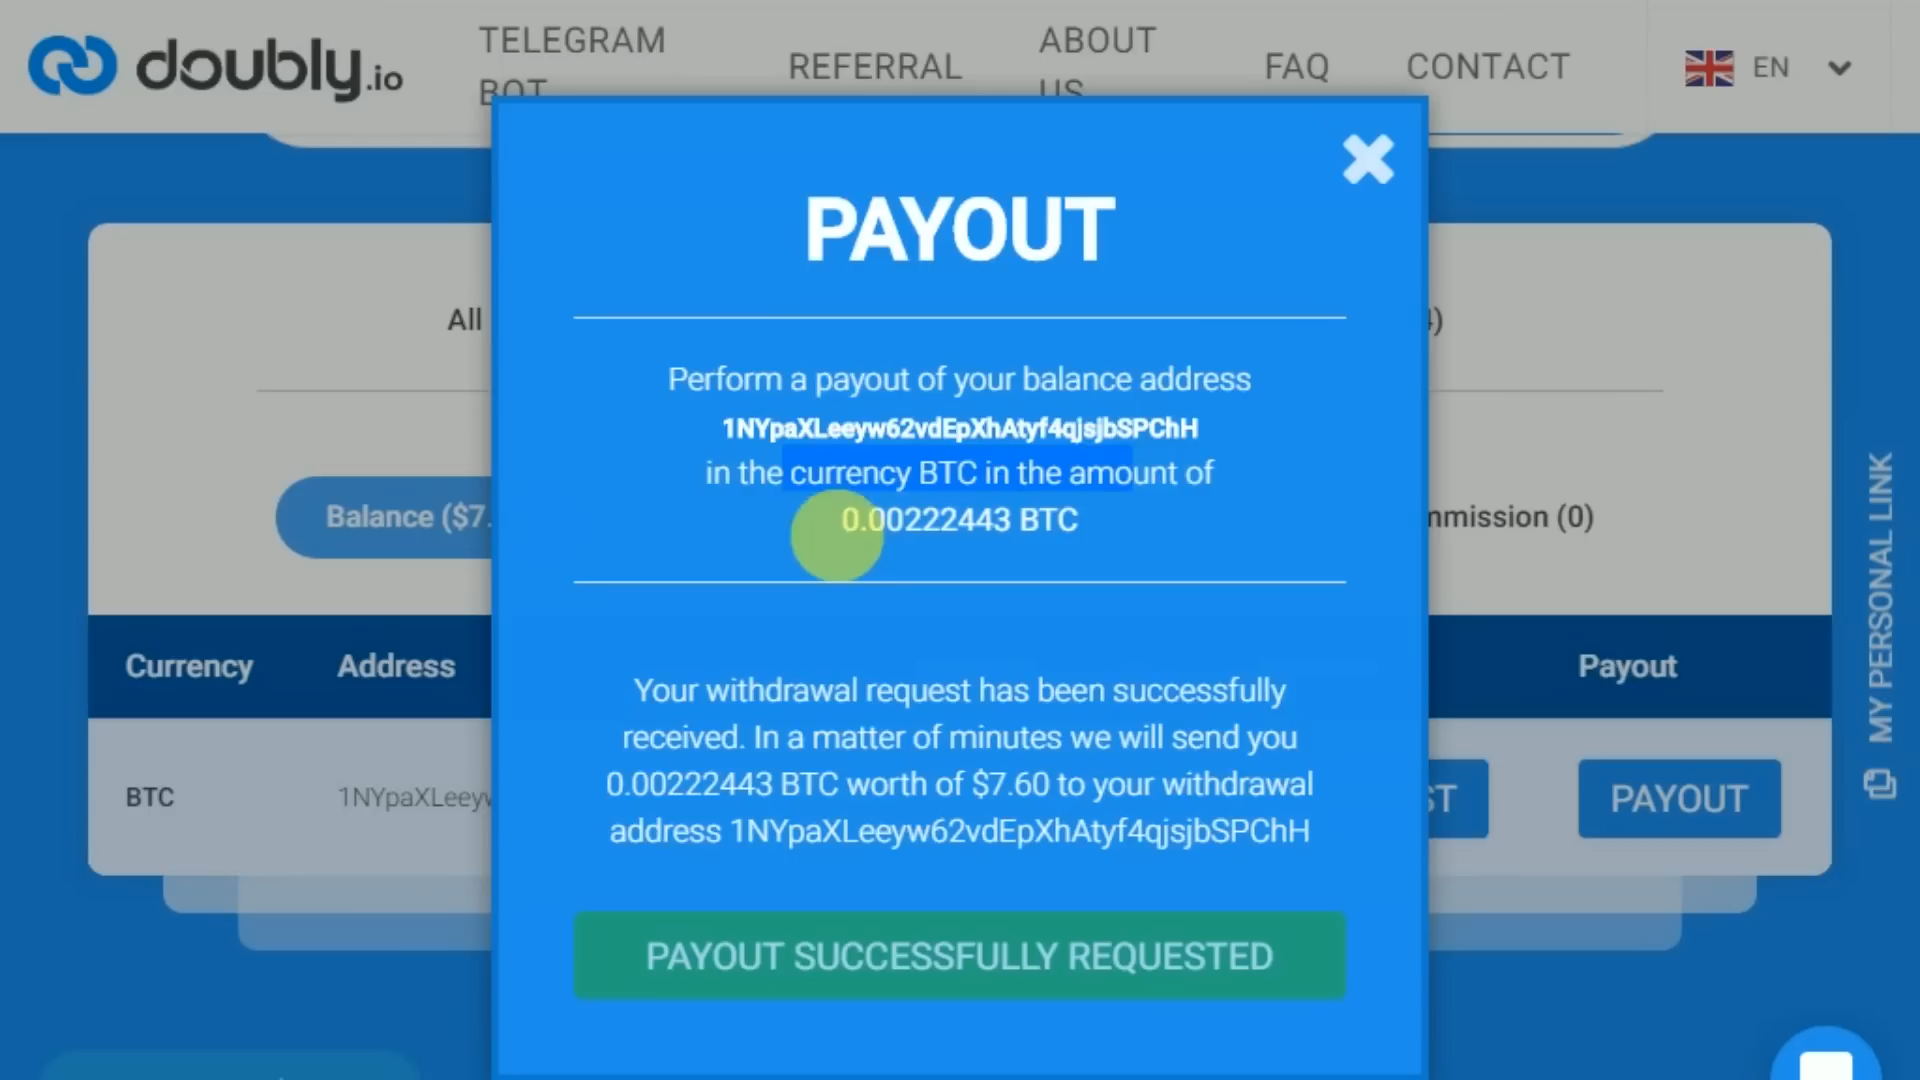 doubly.io
TELEGRAM
BOT
REFERRAL
ABOUT
US
FAQ
CONTACT
EN
PAYOUT
Perform a payout of your balance address
1NYpaXLeeyw62vdEpXhAtyf4qjsjbSPChH
in the currency BTC in the amount of
0.00222443 BTC
Your withdrawal request has been successfully
received. In a matter of minutes we will send you
0.00222443 BTC worth of $7.60 to your withdrawal
address 1NYpaXLeeyw62vdEpXhAtyf4qjsjbSPChH
PAYOUT SUCCESSFULLY REQUESTED
All
Balance ($7.
mmission (0)
Currency
Address
Payout
BTC
1NYpaXLeeyw
ST
PAYOUT
MY PERSONAL LINK